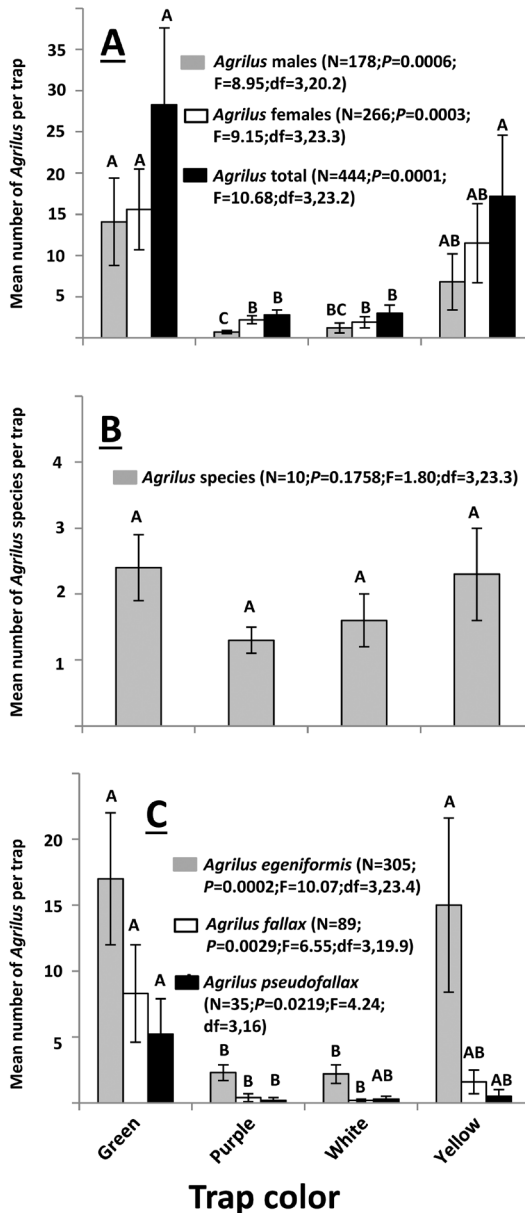 A
Mean number of Agrilus per trap
35
30
25
20
15
10
5
Agrilus males (N=178;P=0.0006;
F=8.95;df=3,20.2)
Agrilus females (N=266;P=0.0003;
F=9.15;df=3,23.3)
Agrilus total (N=444;P=0.0001;
F=10.68;df=3,23.2)
A A A
C B B
BC B B
AB AB A
B
Mean number of Agrilus species per trap
4
3
2
1
Agrilus species (N=10;P=0.1758;F=1.80;df=3,23.3)
A A A A
C
Mean number of Agrilus per trap
20
15
10
5
Agrilus egeniformis (N=305;
P=0.0002;F=10.07;df=3,23.4)
Agrilus fallax (N=89;
P=0.0029;F=6.55;df=3,19.9)
Agrilus pseudofallax
(N=35;P=0.0219;F=4.24;
df=3,16)
A A A
B B B
B B AB
A AB AB
Green
Purple
White
Yellow
Trap color